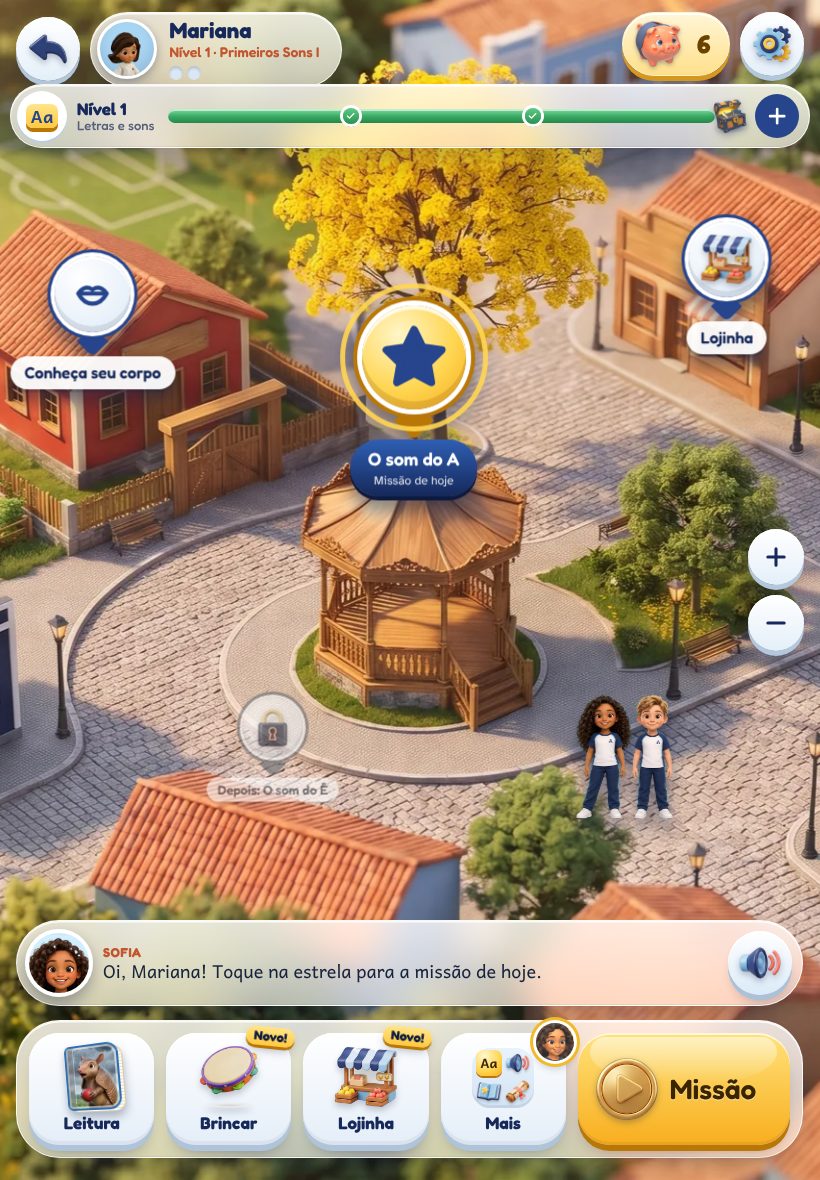 Mariana
Nível 1 · Primeiros Sons I
6
Aa
Nível 1
Letras e sons
Conheça seu corpo
Lojinha
O som do A
Missão de hoje
Depois: O som do Ê
SOFIA
Oi, Mariana! Toque na estrela para a missão de hoje.
Novo!
Novo!
Aa
Leitura
Brincar
Lojinha
Mais
Missão